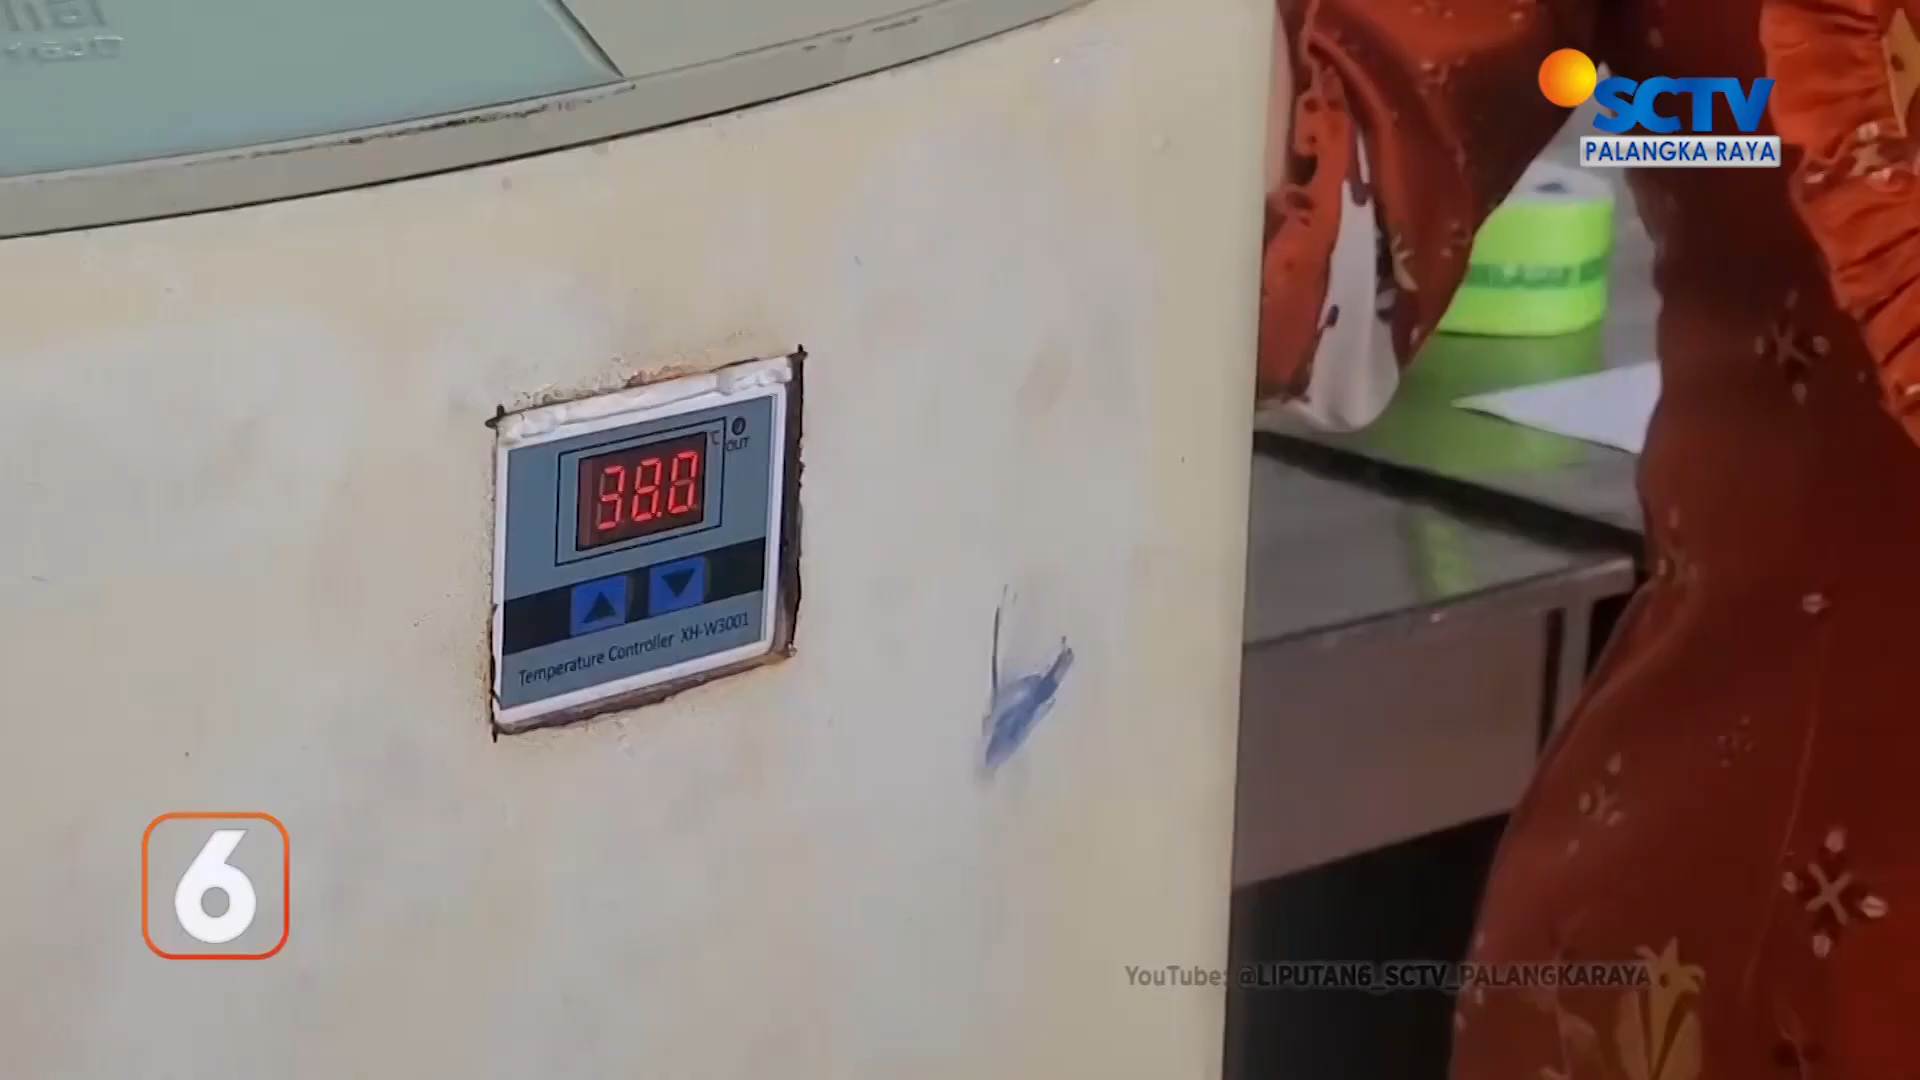 SCTV
PALANGKA RAYA
°C
OUT
38.0
Temperature Controller XH-W3001
6
YouTube: @LIPUTAN6_SCTV_PALANGKARAYA